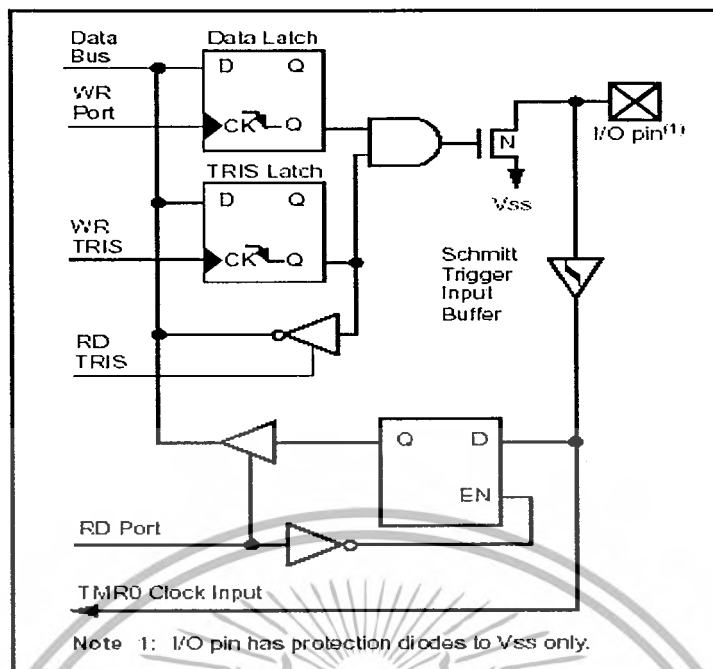 Data Bus
Data Latch
D Q
WR Port
CK Q
N
I/O pin(1)
Vss
TRIS Latch
D Q
WR TRIS
CK Q
Schmitt Trigger Input Buffer
RD TRIS
Q D
EN
RD Port
TMR0 Clock Input
Note 1: I/O pin has protection diodes to Vss only.